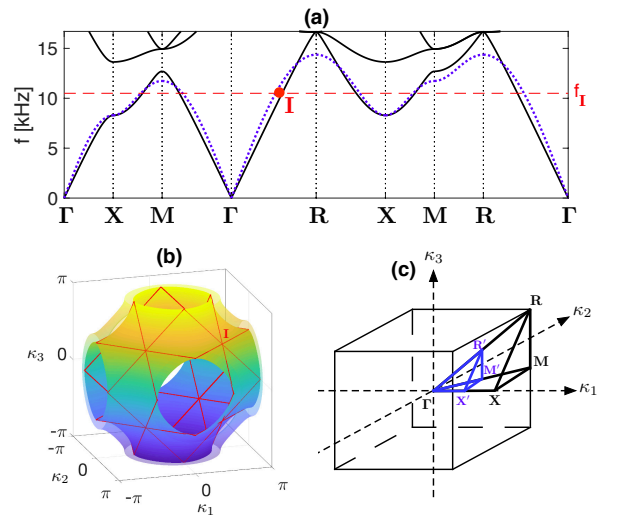 (a)
15
10
5
0
f [kHz]
I
f_I
Γ X M Γ R X M R Γ
(b)
π
0
-π
κ₃
I
-π
0
π
κ₂
-π
0
π
κ₁
(c)
κ₃
R
κ₂
R′
M
M′
Γ
κ₁
X′
X